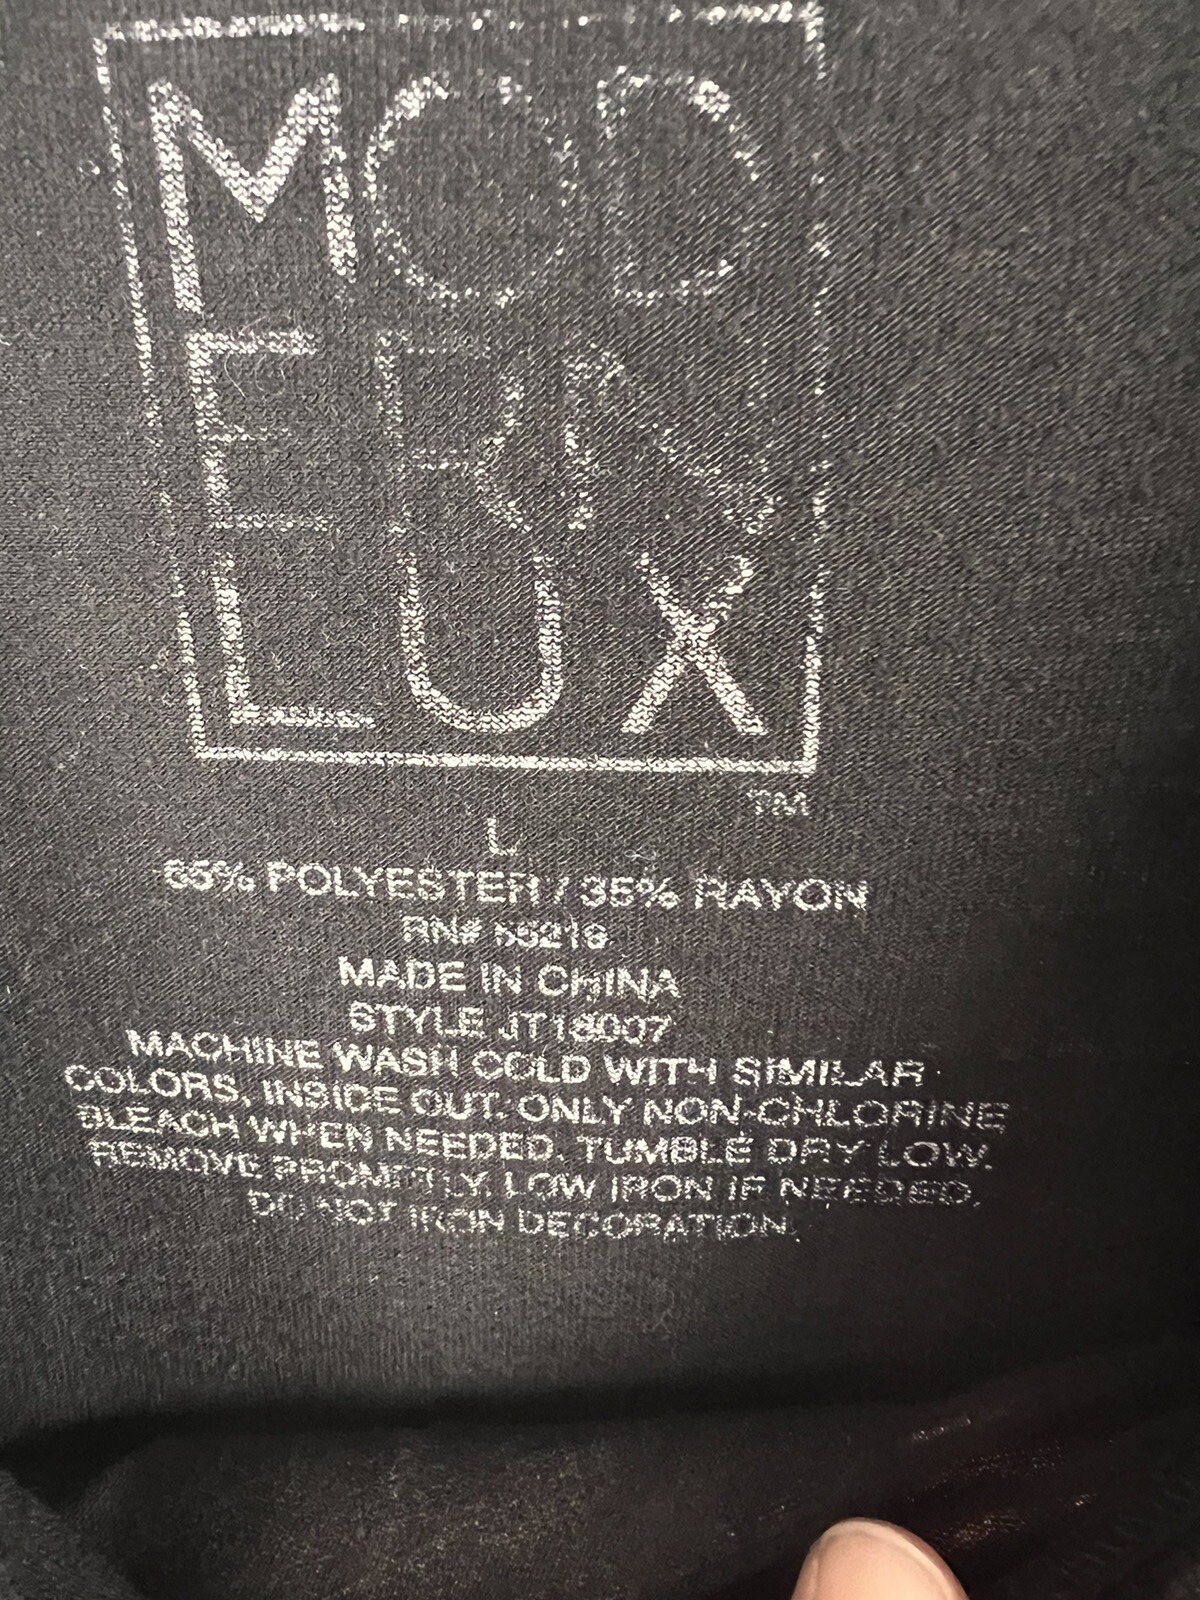 MOD
ERN
LUX
TM
L
65% POLYESTER / 35% RAYON
RN# 55219
MADE IN CHINA
STYLE JT18007
MACHINE WASH COLD WITH SIMILAR
COLORS, INSIDE OUT. ONLY NON-CHLORINE
BLEACH WHEN NEEDED. TUMBLE DRY LOW.
REMOVE PROMPTLY. LOW IRON IF NEEDED.
DO NOT IRON DECORATION.